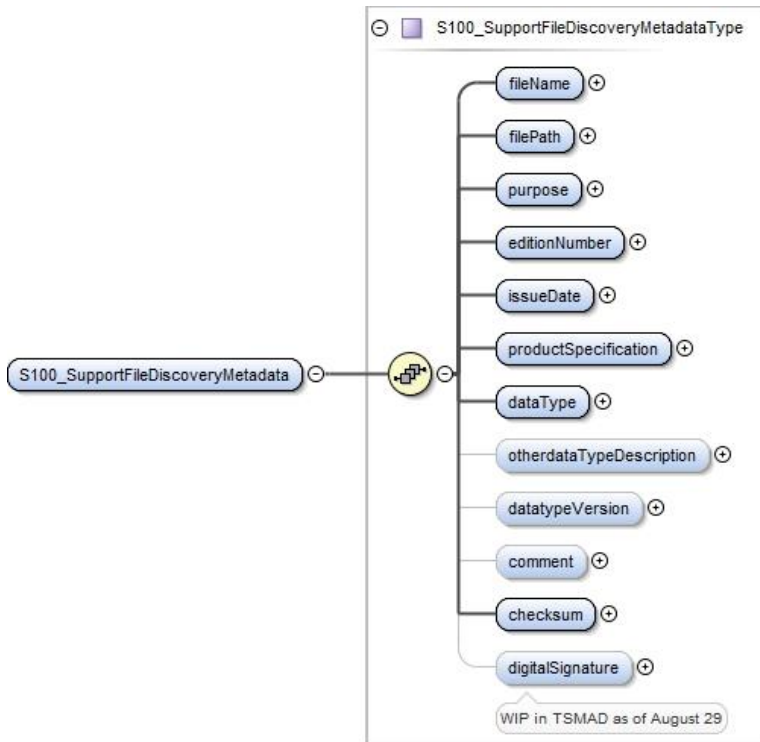 S100_SupportFileDiscoveryMetadataType
fileName
filePath
purpose
editionNumber
issueDate
productSpecification
S100_SupportFileDiscoveryMetadata
dataType
otherdataTypeDescription
datatypeVersion
comment
checksum
digitalSignature
WIP in TSMAD as of August 29